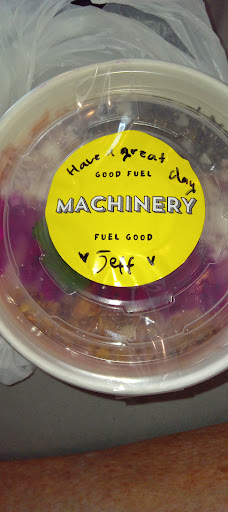 Have a great day
GOOD FUEL
MACHINERY
FUEL GOOD
♥ Jeff ♥